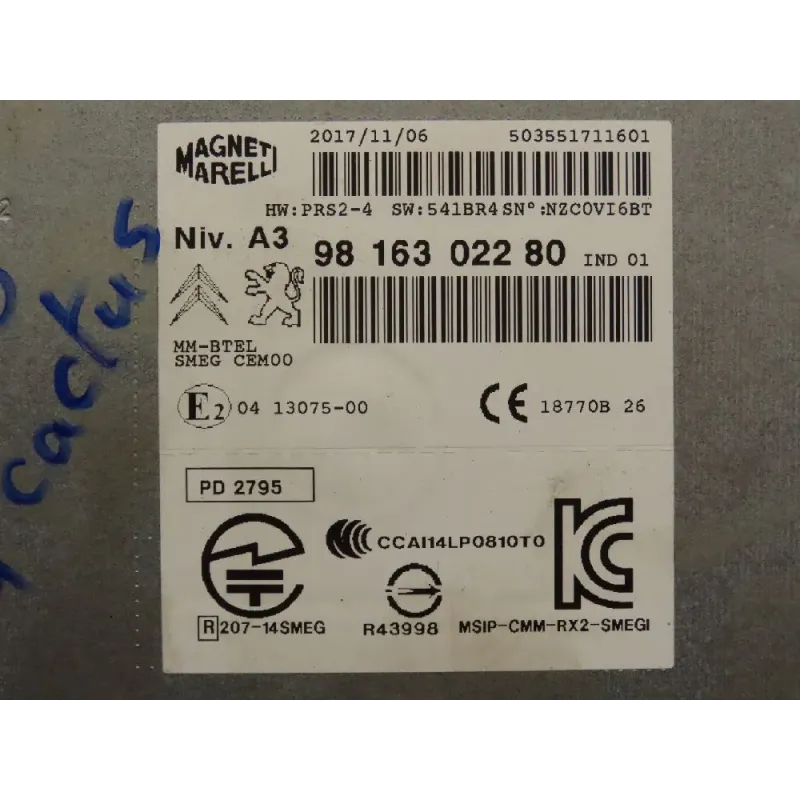 MAGNETI
MARELLI
2017/11/06 503551711601
HW:PRS2-4 SW:541BR4 SN°:NZC0VI6BT
Niv. A3
98 163 022 80 IND 01
MM-BTEL
SMEG CEM00
E2 04 13075-00
CE 18770B 26
PD 2795
CCAI14LP0810T0
R 207-14SMEG
R43998
MSIP-CMM-RX2-SMEGI
cactus